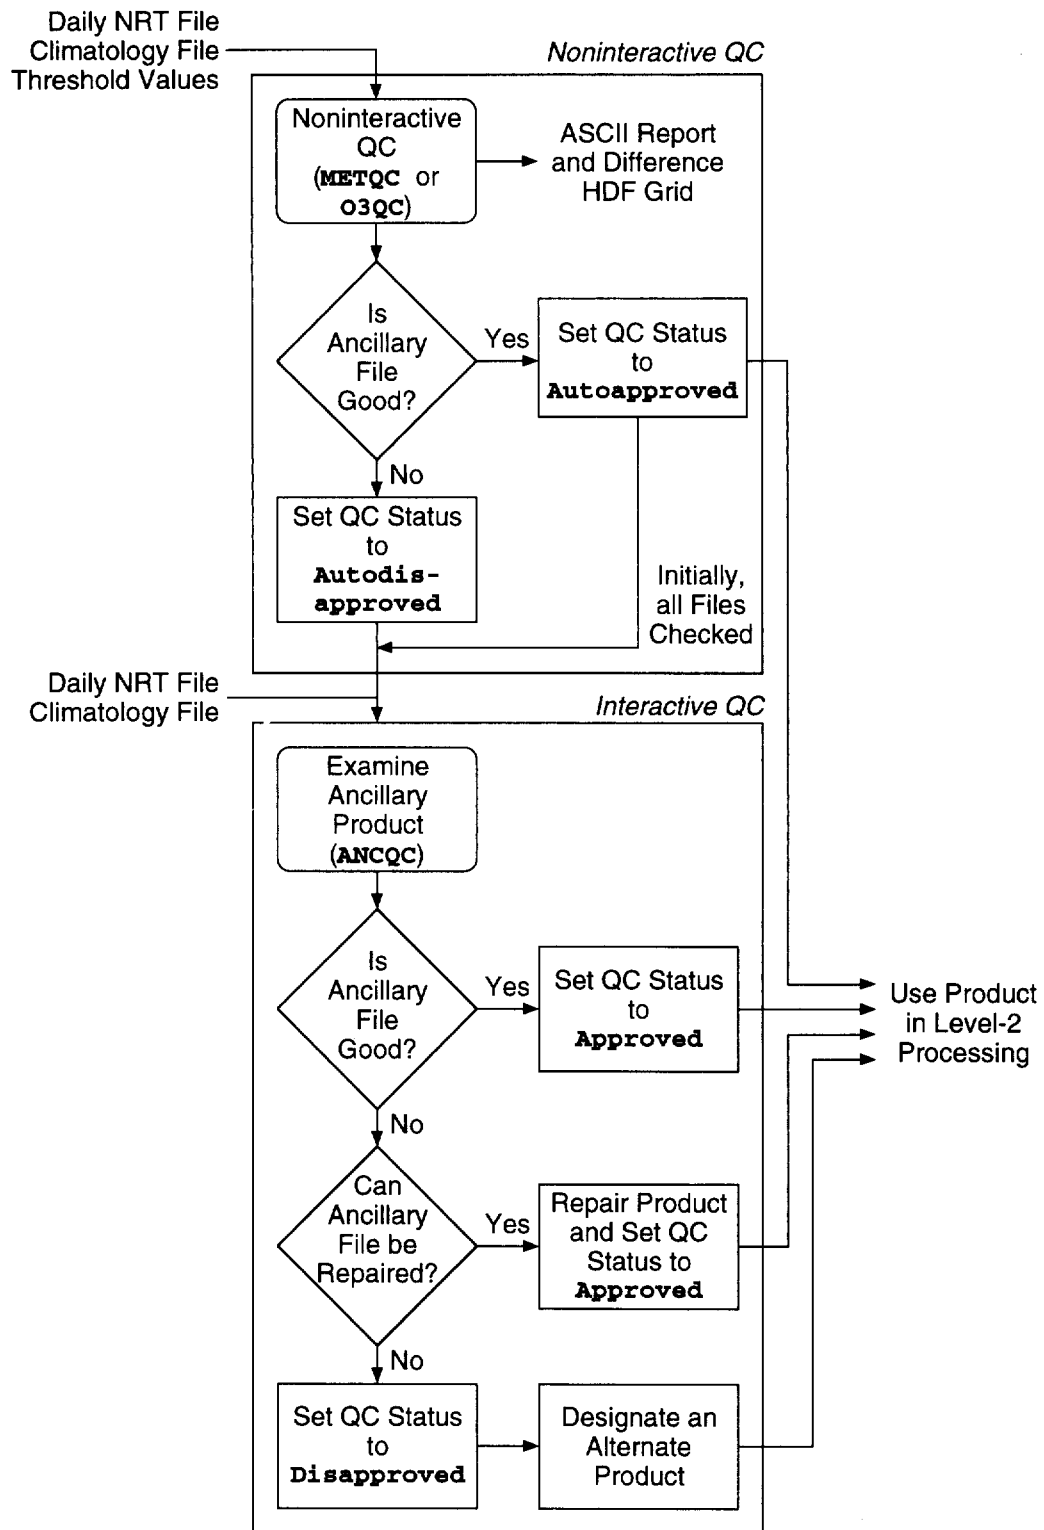 Daily NRT File
Climatology File
Threshold Values
Noninteractive QC
Noninteractive
QC
(METQC or
O3QC)
ASCII Report
and Difference
HDF Grid
Is
Ancillary
File
Good?
Yes
Set QC Status
to
Autoapproved
No
Set QC Status
to
Autodis-
approved
Initially,
all Files
Checked
Daily NRT File
Climatology File
Interactive QC
Examine
Ancillary
Product
(ANCQC)
Is
Ancillary
File
Good?
Yes
Set QC Status
to
Approved
Use Product
in Level-2
Processing
No
Can
Ancillary
File be
Repaired?
Yes
Repair Product
and Set QC
Status to
Approved
No
Set QC Status
to
Disapproved
Designate an
Alternate
Product